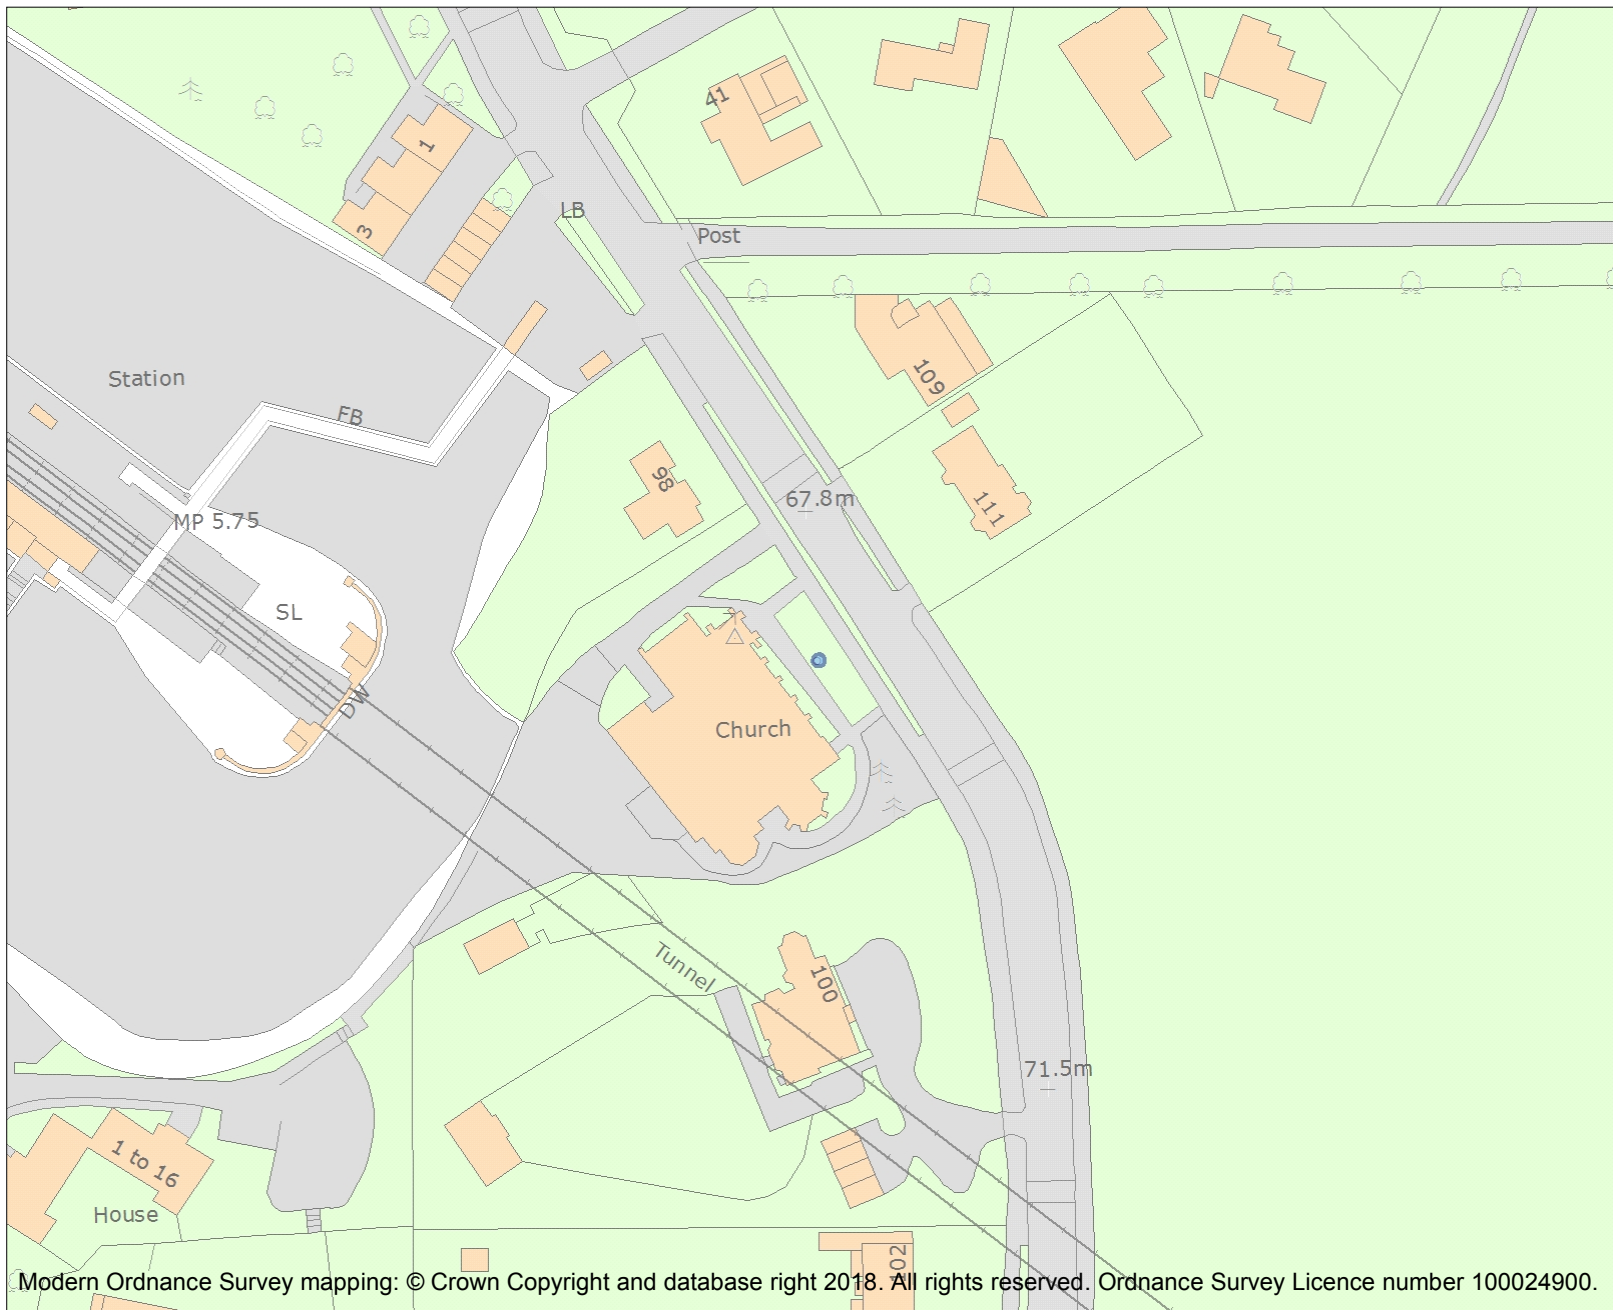 41
1
3
LB
Post
Station
FB
109
98
67.8m
111
MP 5.75
SL
DW
Church
Tunnel
100
71.5m
1 to 16
House
102
Modern Ordnance Survey mapping: © Crown Copyright and database right 2018. All rights reserved. Ordnance Survey Licence number 100024900.